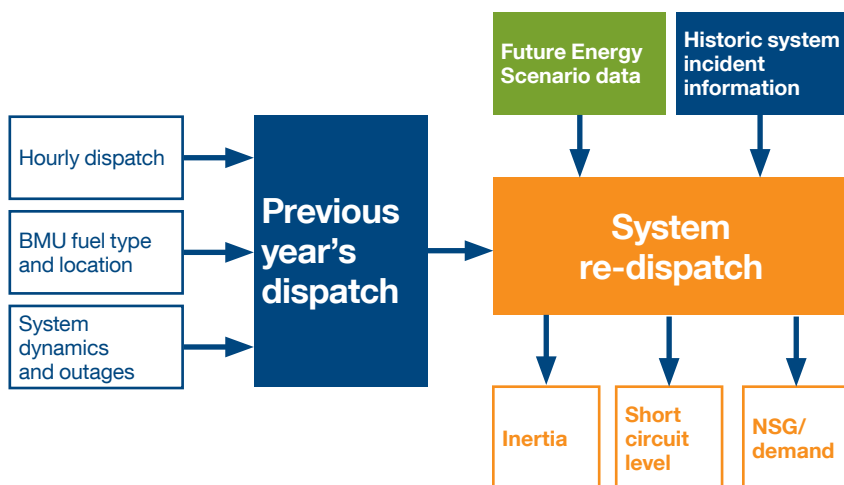 Future Energy
Scenario data
Historic system
incident
information
Hourly dispatch
BMU fuel type
and location
System
dynamics
and outages
Previous
year’s
dispatch
System
re-dispatch
Inertia
Short
circuit
level
NSG/
demand